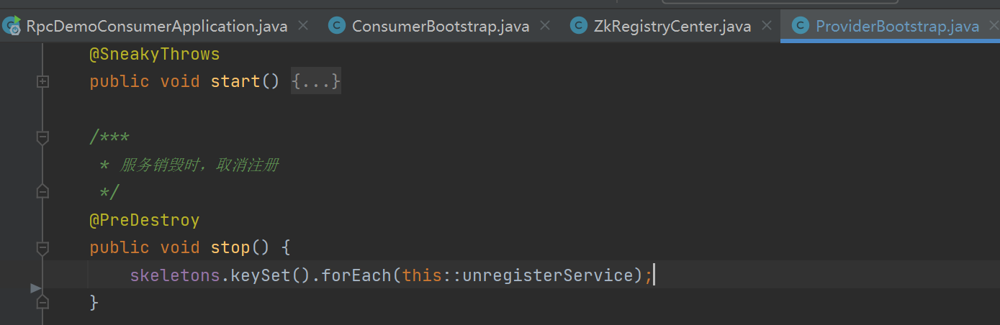 RpcDemoConsumerApplication.java ConsumerBootstrap.java ZkRegistryCenter.java ProviderBootstrap.java
@SneakyThrows
public void start() {...}
/***
* 服务销毁时，取消注册
*/
@PreDestroy
public void stop() {
skeletons.keySet().forEach(this::unregisterService);
}